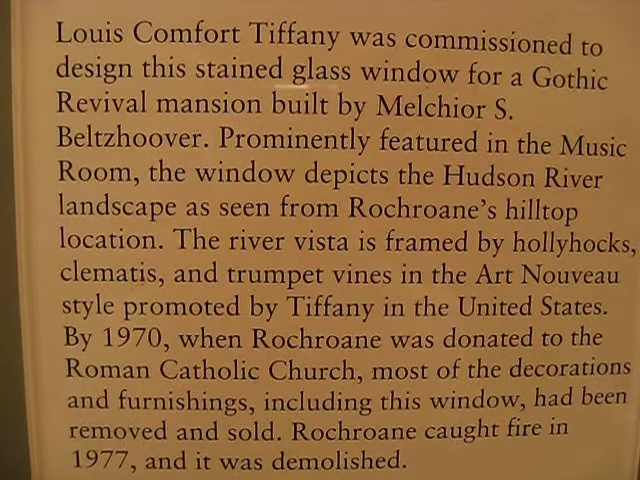 Louis Comfort Tiffany was commissioned to
design this stained glass window for a Gothic
Revival mansion built by Melchior S.
Beltzhoover. Prominently featured in the Music
Room, the window depicts the Hudson River
landscape as seen from Rochroane's hilltop
location. The river vista is framed by hollyhocks,
clematis, and trumpet vines in the Art Nouveau
style promoted by Tiffany in the United States.
By 1970, when Rochroane was donated to the
Roman Catholic Church, most of the decorations
and furnishings, including this window, had been
removed and sold. Rochroane caught fire in
1977, and it was demolished.